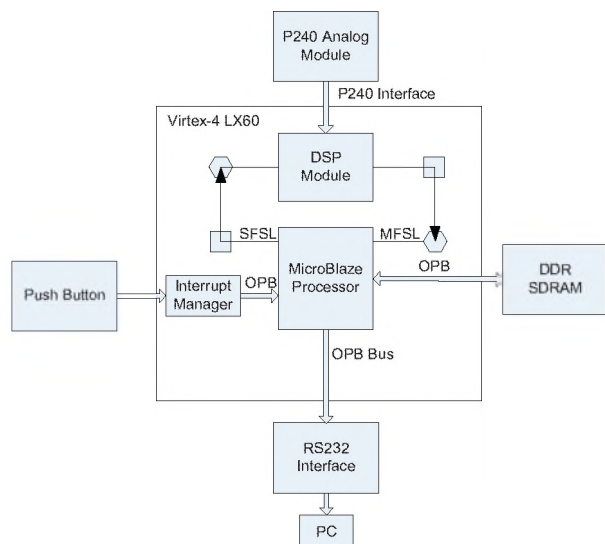 P240 Analog
Module
P240 Interface
Virtex-4 LX60
DSP
Module
SFSL
MFSL
MicroBlaze
Processor
OPB
DDR
SDRAM
Push Button
Interrupt
Manager
OPB
OPB Bus
RS232
Interface
PC